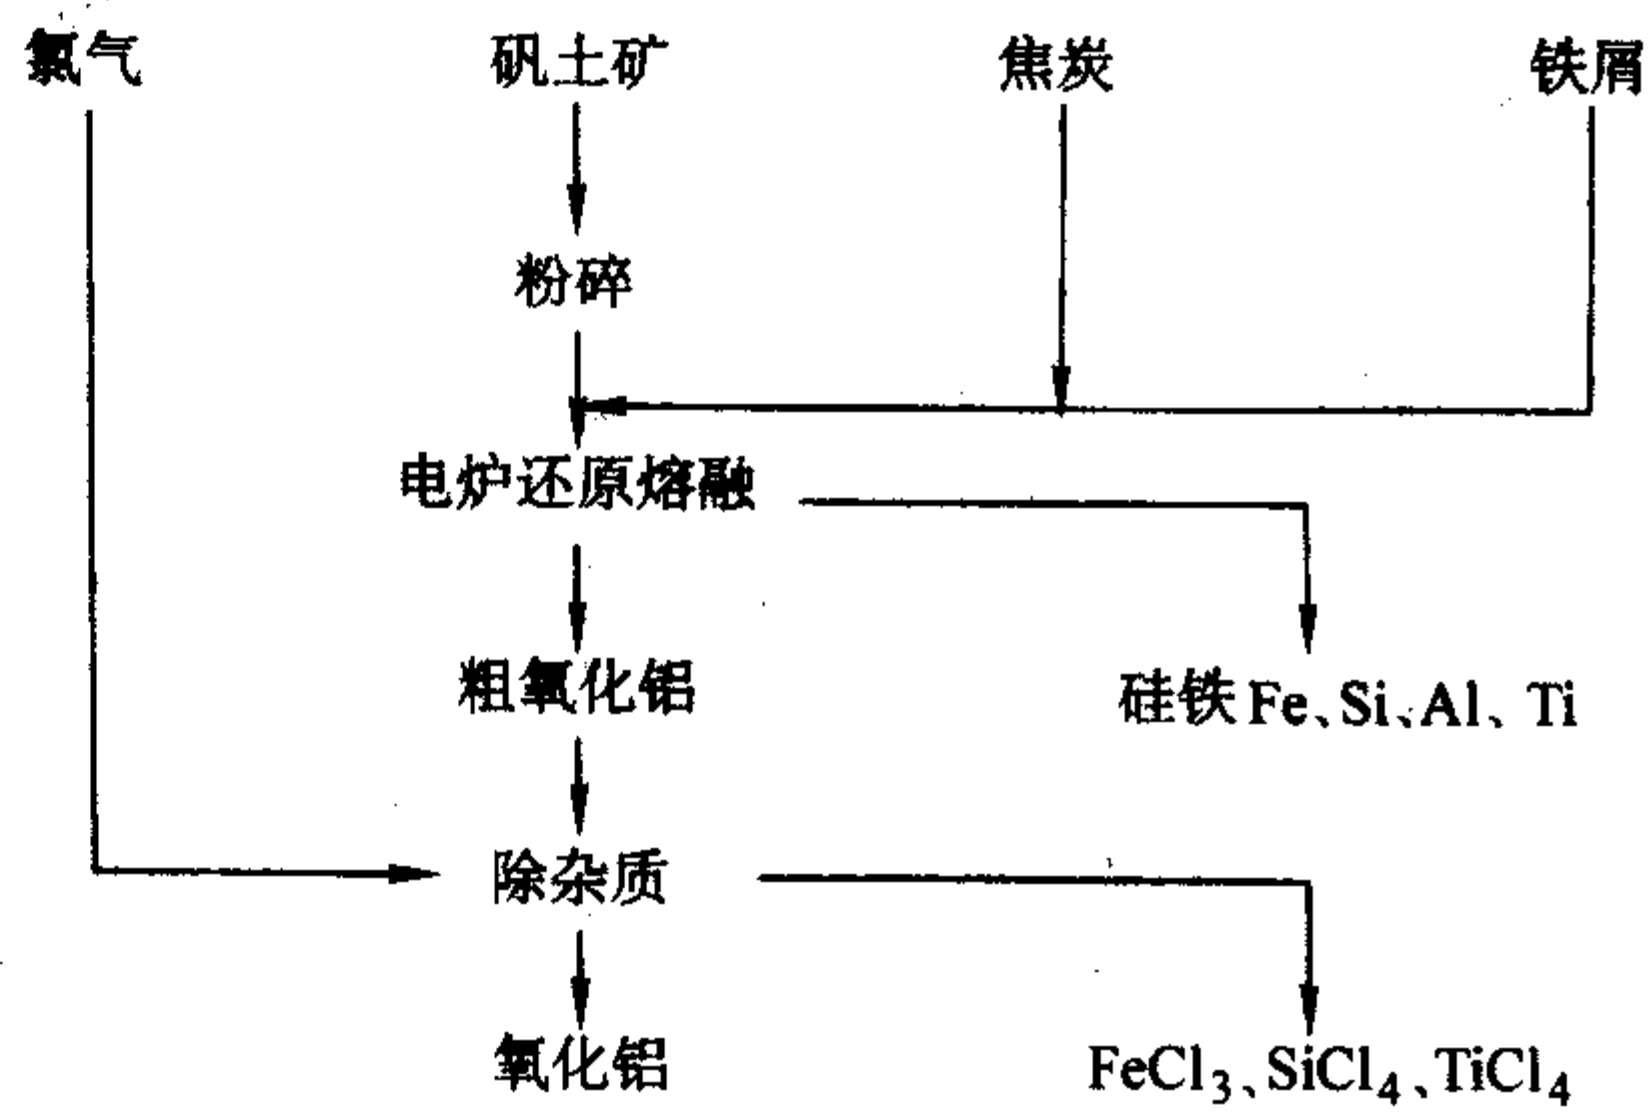 氯气 矾土矿 焦炭 铁屑
粉碎
电炉还原熔融
粗氧化铝 硅铁 Fe、Si、Al、Ti
除杂质
氧化铝 FeCl₃、SiCl₄、TiCl₄